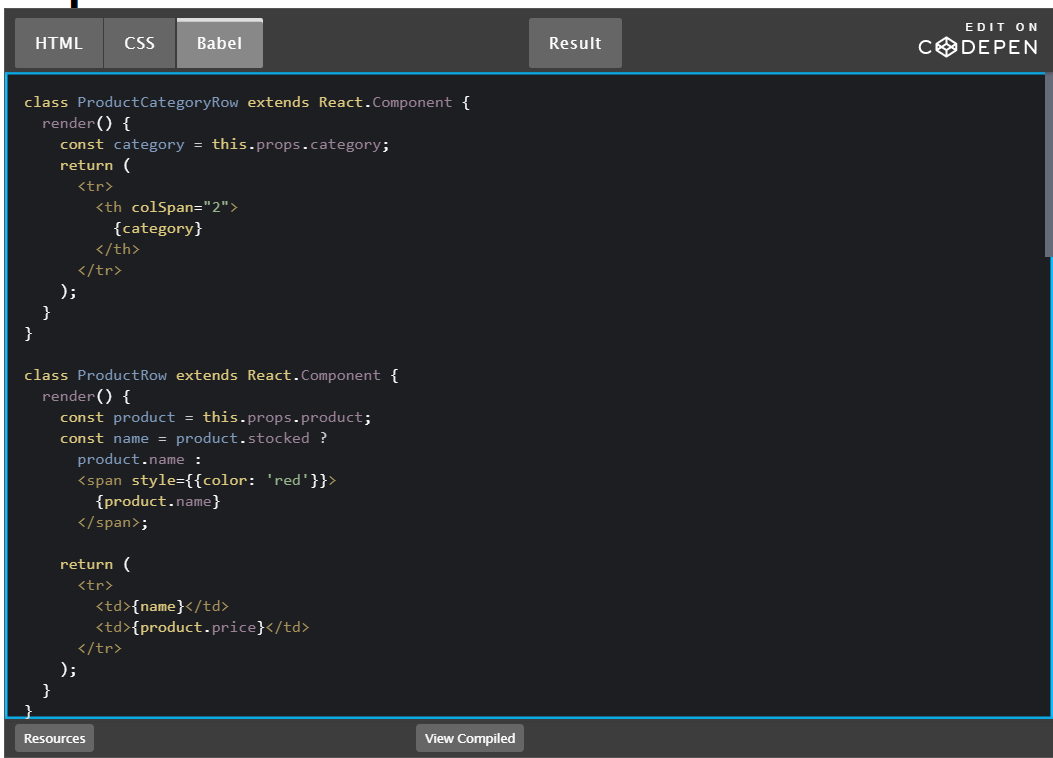 HTML CSS Babel Result EDIT ON
CODEPEN
class ProductCategoryRow extends React.Component {
  render() {
    const category = this.props.category;
    return (
      <tr>
        <th colSpan="2">
          {category}
        </th>
      </tr>
    );
  }
}

class ProductRow extends React.Component {
  render() {
    const product = this.props.product;
    const name = product.stocked ?
      product.name :
      <span style={{color: 'red'}}>
        {product.name}
      </span>;

    return (
      <tr>
        <td>{name}</td>
        <td>{product.price}</td>
      </tr>
    );
  }
}
Resources View Compiled